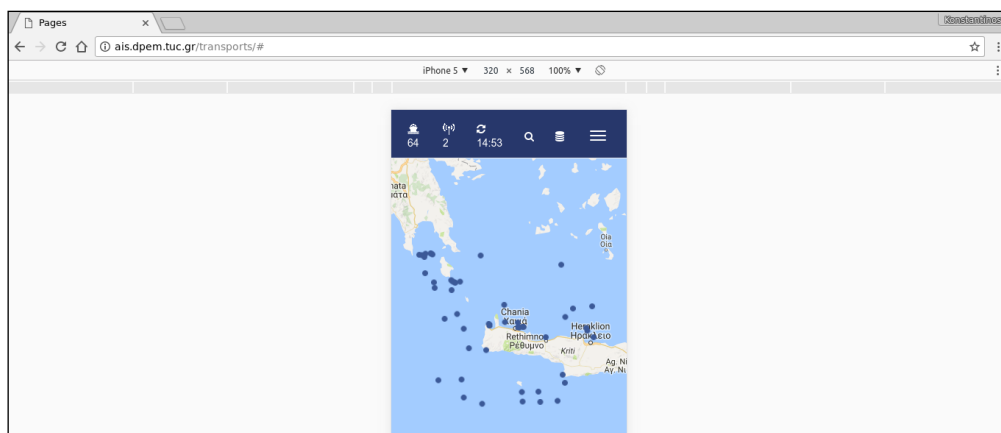 Pages
Konstantinos
ais.dpem.tuc.gr/transports/#
iPhone 5 ▼ 320 × 568 100% ▼
64 2 14:53
Oia
Οία
Chania
Χανιά
Heraklion
Ηράκλειο
Rethimno
Ρέθυμνο
Kriti
Ag. Ni
Αγ. Νι